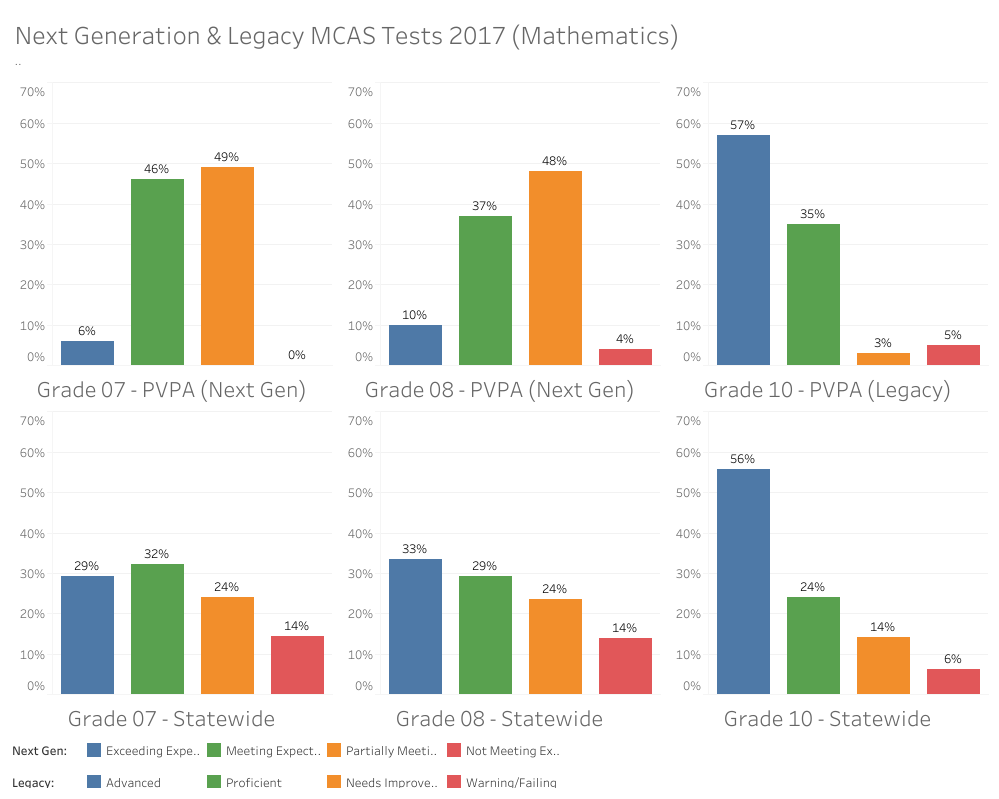 Next Generation & Legacy MCAS Tests 2017 (Mathematics)
..
70% 70% 70%
60% 60% 60%
57%
50% 50% 50%
49% 48%
46%
40% 40% 40%
37% 35%
30% 30% 30%
20% 20% 20%
10% 10% 10%
10%
6% 4% 3% 5%
0% 0% 0% 0%
Grade 07 - PVPA (Next Gen) Grade 08 - PVPA (Next Gen) Grade 10 - PVPA (Legacy)
70% 70% 70%
60% 60% 60%
56%
50% 50% 50%
40% 40% 40%
29% 32% 33% 29%
30% 30% 30%
24% 24% 24%
20% 20% 20%
14% 14% 14%
10% 10% 10%
6%
0% 0% 0%
Grade 07 - Statewide Grade 08 - Statewide Grade 10 - Statewide
Next Gen: Exceeding Expe.. Meeting Expect.. Partially Meeti.. Not Meeting Ex..
Legacy: Advanced Proficient Needs Improve.. Warning/Failing